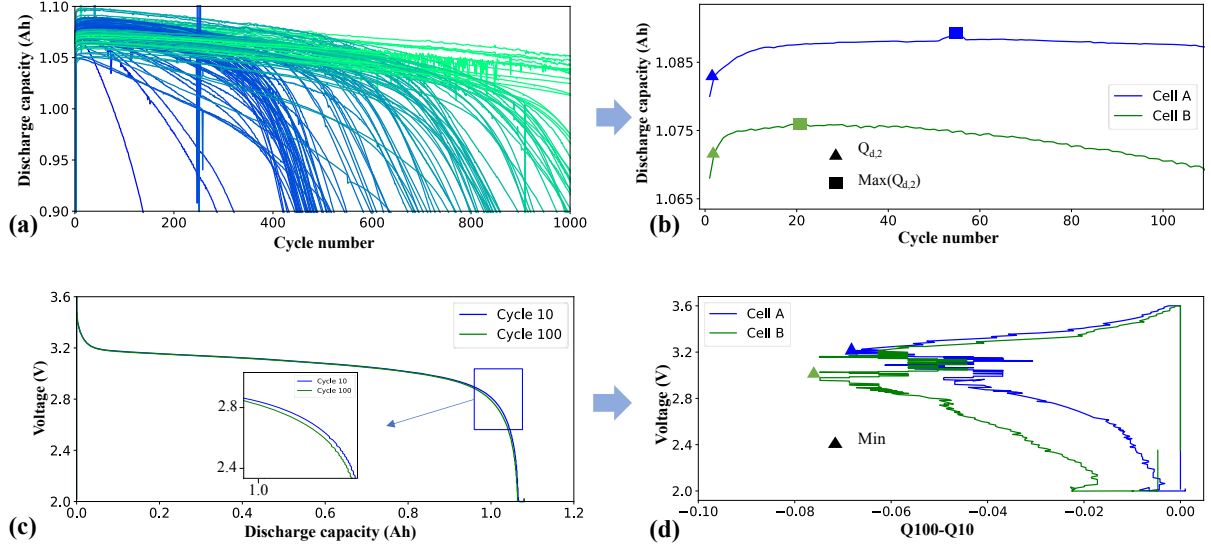 Discharge capacity (Ah)
1.10
1.05
1.00
0.95
0.90
0
200
400
600
800
1000
Cycle number
(a)
Discharge capacity (Ah)
1.085
1.075
1.065
Cell A
Cell B
Q_{d,2}
Max(Q_{d,2})
0
20
40
60
80
100
Cycle number
(b)
Voltage (V)
3.6
3.2
2.8
2.4
2.0
Cycle 10
Cycle 100
Cycle 10
Cycle 100
2.8
2.4
1.0
0.0
0.2
0.4
0.6
0.8
1.0
1.2
Discharge capacity (Ah)
(c)
Voltage (V)
3.6
3.2
2.8
2.4
2.0
Cell A
Cell B
Min
−0.10
−0.08
−0.06
−0.04
−0.02
0.00
Q100-Q10
(d)